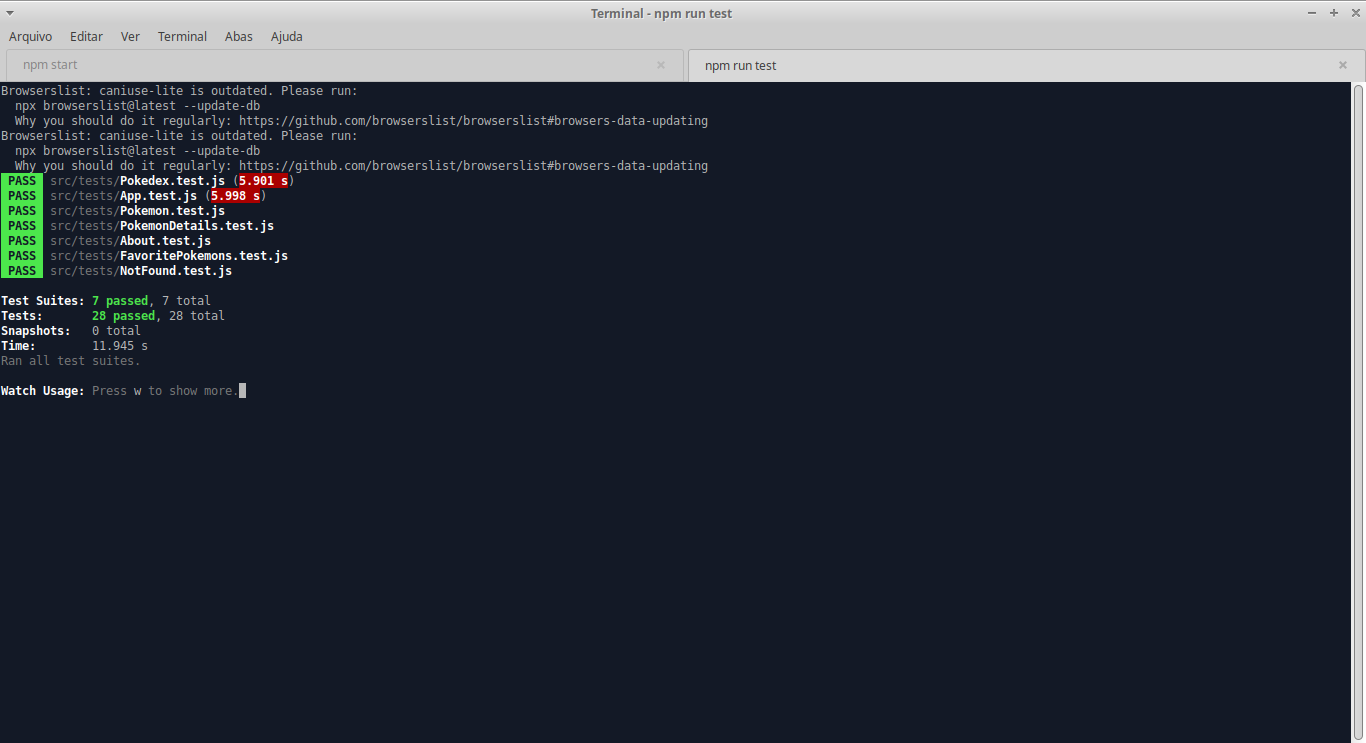 Terminal - npm run test
Arquivo Editar Ver Terminal Abas Ajuda
npm start npm run test
Browserslist: caniuse-lite is outdated. Please run:
  npx browserslist@latest --update-db
  Why you should do it regularly: https://github.com/browserslist/browserslist#browsers-data-updating
Browserslist: caniuse-lite is outdated. Please run:
  npx browserslist@latest --update-db
  Why you should do it regularly: https://github.com/browserslist/browserslist#browsers-data-updating
PASS src/tests/Pokedex.test.js (5.901 s)
PASS src/tests/App.test.js (5.998 s)
PASS src/tests/Pokemon.test.js
PASS src/tests/PokemonDetails.test.js
PASS src/tests/About.test.js
PASS src/tests/FavoritePokemons.test.js
PASS src/tests/NotFound.test.js
Test Suites: 7 passed, 7 total
Tests:       28 passed, 28 total
Snapshots:   0 total
Time:        11.945 s
Ran all test suites.
Watch Usage: Press w to show more.